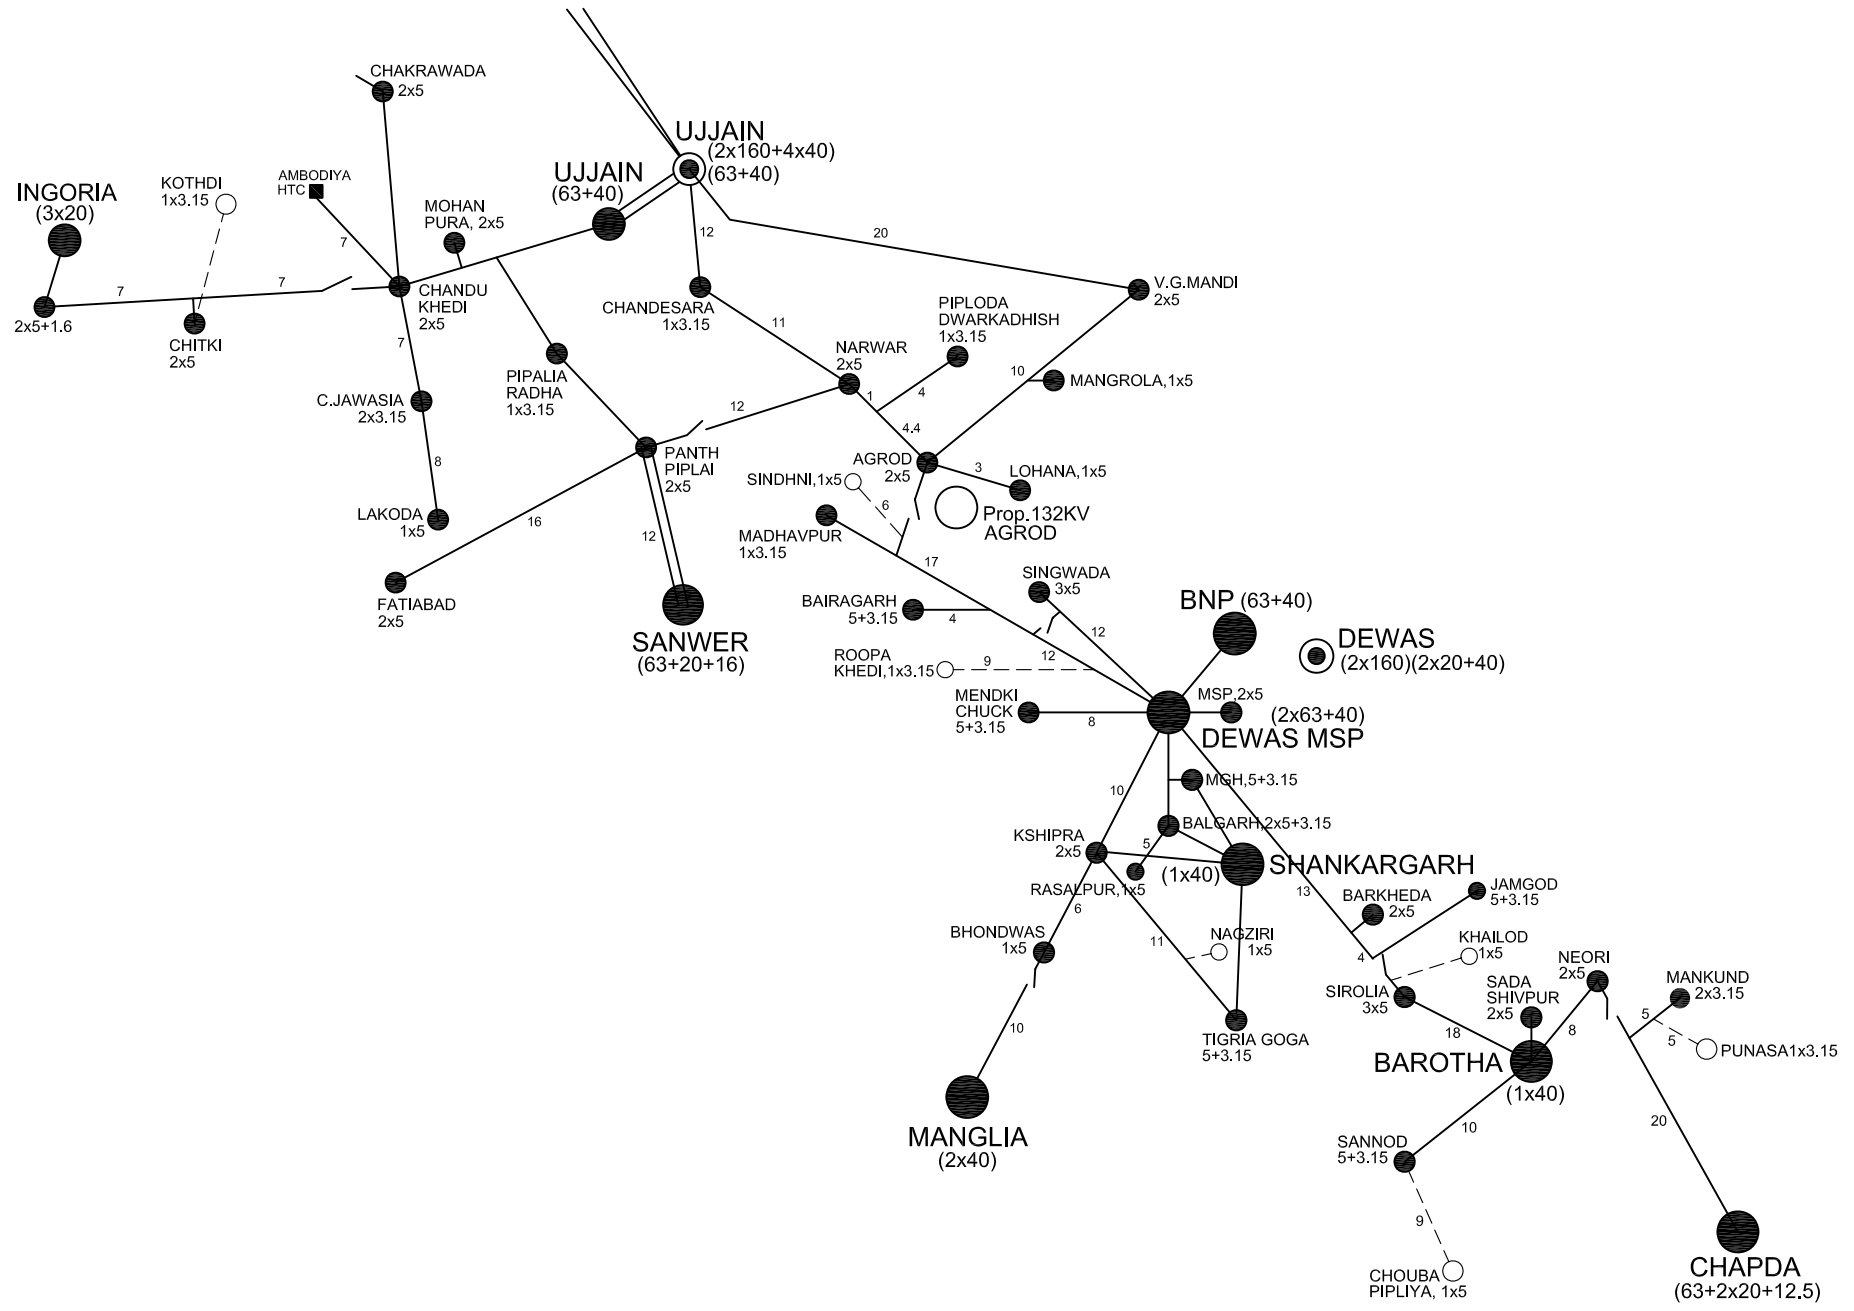 CHAKRAWADA
2x5
UJJAIN
(2x160+4x40)
(63+40)
UJJAIN
(63+40)
INGORIA
(3x20)
KOTHDI
1x3.15
AMBODIYA
HTC
MOHAN
PURA, 2x5
7
12
20
7
7
2x5+1.6
CHITKI
2x5
CHANDU
KHEDI
2x5
CHANDESARA
1x3.15
PIPLODA
DWARKADHISH
1x3.15
V.G.MANDI
2x5
11
7
NARWAR
2x5
PIPALIA
RADHA
1x3.15
C.JAWASIA
2x3.15
10
MANGROLA,1x5
1
4
12
4.4
8
PANTH
PIPLAI
2x5
AGROD
2x5
3
LOHANA,1x5
SINDHNI,1x5
6
Prop.132KV
AGROD
LAKODA
1x5
16
12
MADHAVPUR
1x3.15
17
FATIABAD
2x5
SINGWADA
3x5
BAIRAGARH
5+3.15
4
12
BNP (63+40)
SANWER
(63+20+16)
DEWAS
(2x160)(2x20+40)
ROOPA
KHEDI,1x3.15
9
12
MENDKI
CHUCK
5+3.15
8
MSP,2x5
(2x63+40)
DEWAS MSP
10
MGH,5+3.15
KSHIPRA
2x5
BALGARH,2x5+3.15
5
RASALPUR,1x5
(1x40)
SHANKARGARH
13
6
BARKHEDA
2x5
JAMGOD
5+3.15
BHONDWAS
1x5
11
NAGZIRI
1x5
4
KHAILOD
1x5
NEORI
2x5
MANKUND
2x3.15
SIROLIA
3x5
SADA
SHIVPUR
2x5
18
8
5
5
PUNASA1x3.15
10
TIGRIA GOGA
5+3.15
BAROTHA
(1x40)
MANGLIA
(2x40)
SANNOD
5+3.15
10
20
9
CHOUBA
PIPLIYA, 1x5
CHAPDA
(63+2x20+12.5)